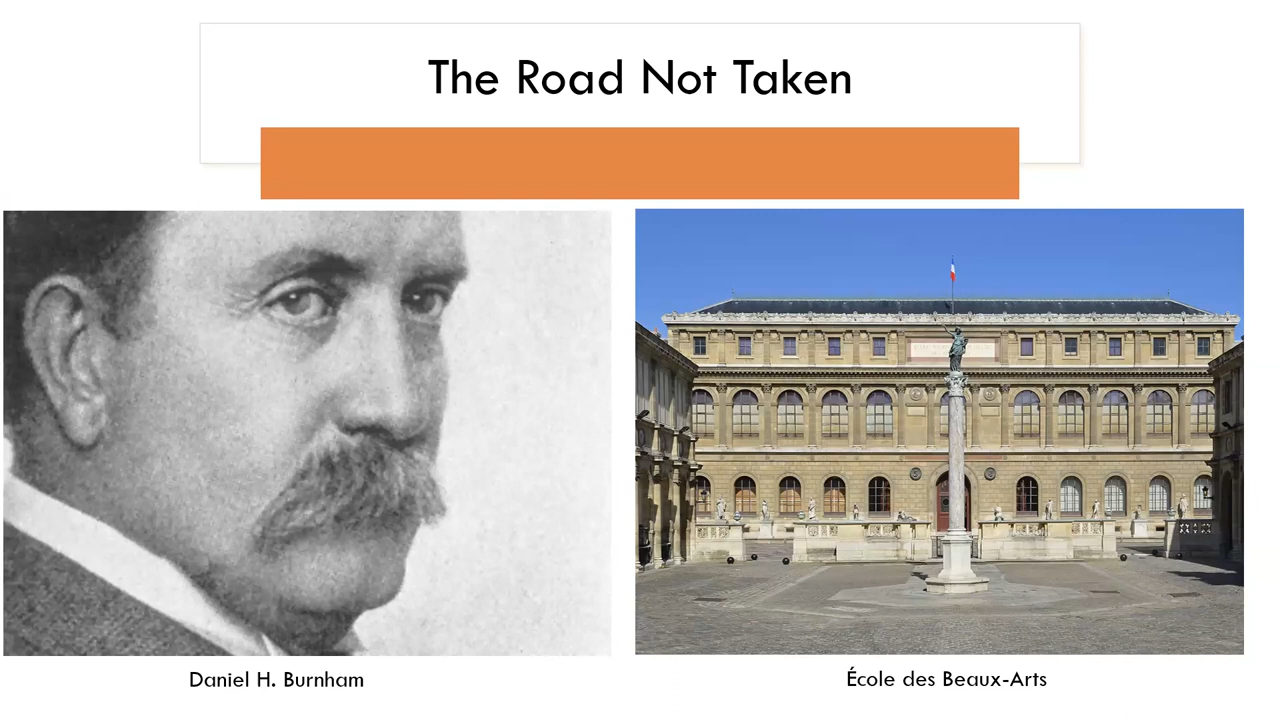 The Road Not Taken
Daniel H. Burnham
École des Beaux-Arts